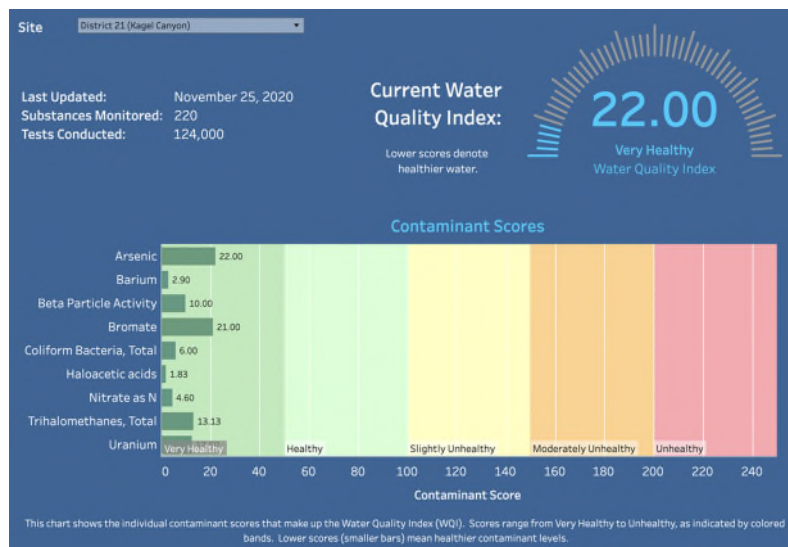 Site
District 21 (Kagel Canyon)
Last Updated: November 25, 2020
Substances Monitored: 220
Tests Conducted: 124,000
Current Water
Quality Index:
Lower scores denote
healthier water.
22.00
Very Healthy
Water Quality Index
Contaminant Scores
Arsenic 22.00
Barium 2.90
Beta Particle Activity 10.00
Bromate 21.00
Coliform Bacteria, Total 6.00
Haloacetic acids 1.83
Nitrate as N 4.60
Trihalomethanes, Total 13.13
Uranium
Very Healthy Healthy Slightly Unhealthy Moderately Unhealthy Unhealthy
0 20 40 60 80 100 120 140 160 180 200 220 240
Contaminant Score
This chart shows the individual contaminant scores that make up the Water Quality Index (WQI). Scores range from Very Healthy to Unhealthy, as indicated by colored
bands. Lower scores (smaller bars) mean healthier contaminant levels.